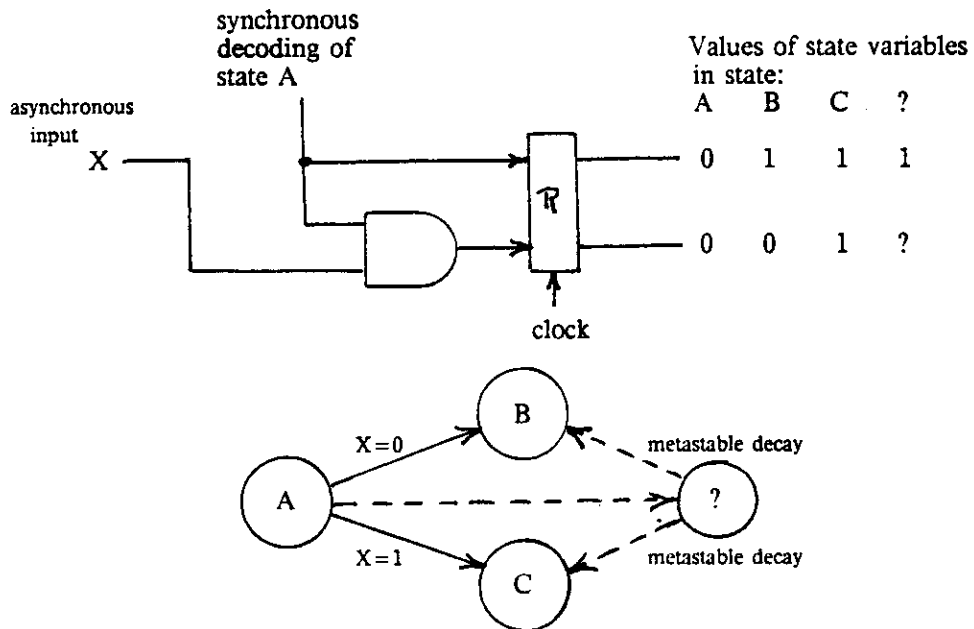 synchronous
decoding of
state A
Values of state variables
in state:
A B C ?
asynchronous
input
X
0 1 1 1
R
0 0 1 ?
clock
B
X=0
metastable decay
A
?
X=1
metastable decay
C